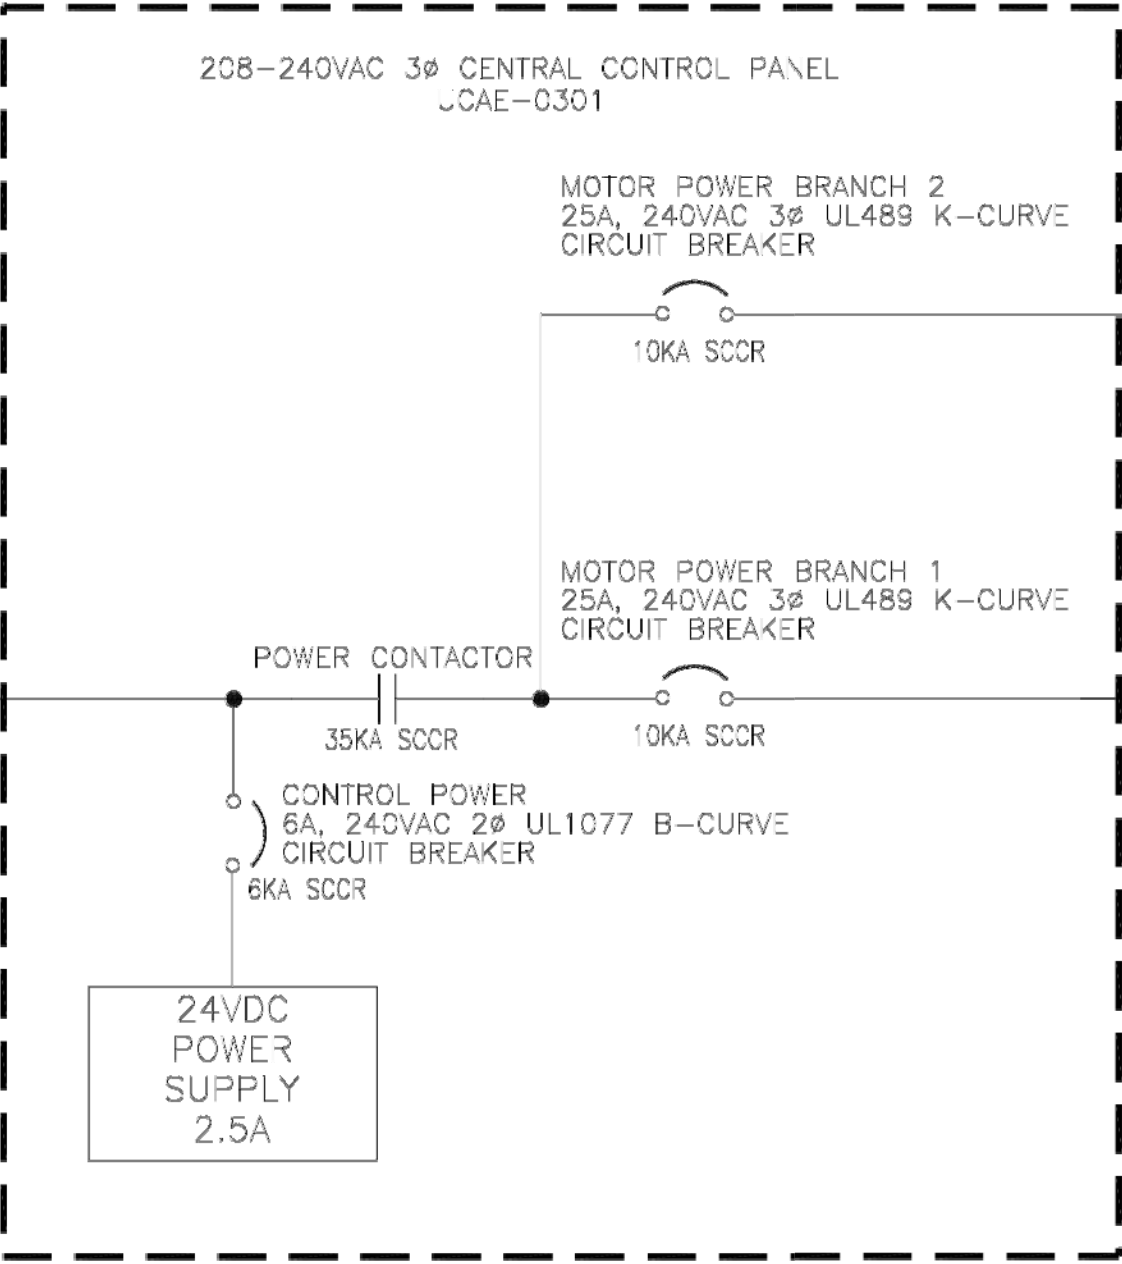 208-240VAC 3Ø CENTRAL CONTROL PANEL
UCAE-0301
MOTOR POWER BRANCH 2
25A, 240VAC 3Ø UL489 K-CURVE
CIRCUIT BREAKER
10KA SCCR
MOTOR POWER BRANCH 1
25A, 240VAC 3Ø UL489 K-CURVE
CIRCUIT BREAKER
10KA SCCR
POWER CONTACTOR
35KA SCCR
CONTROL POWER
6A, 240VAC 2Ø UL1077 B-CURVE
CIRCUIT BREAKER
6KA SCCR
24VDC
POWER
SUPPLY
2.5A